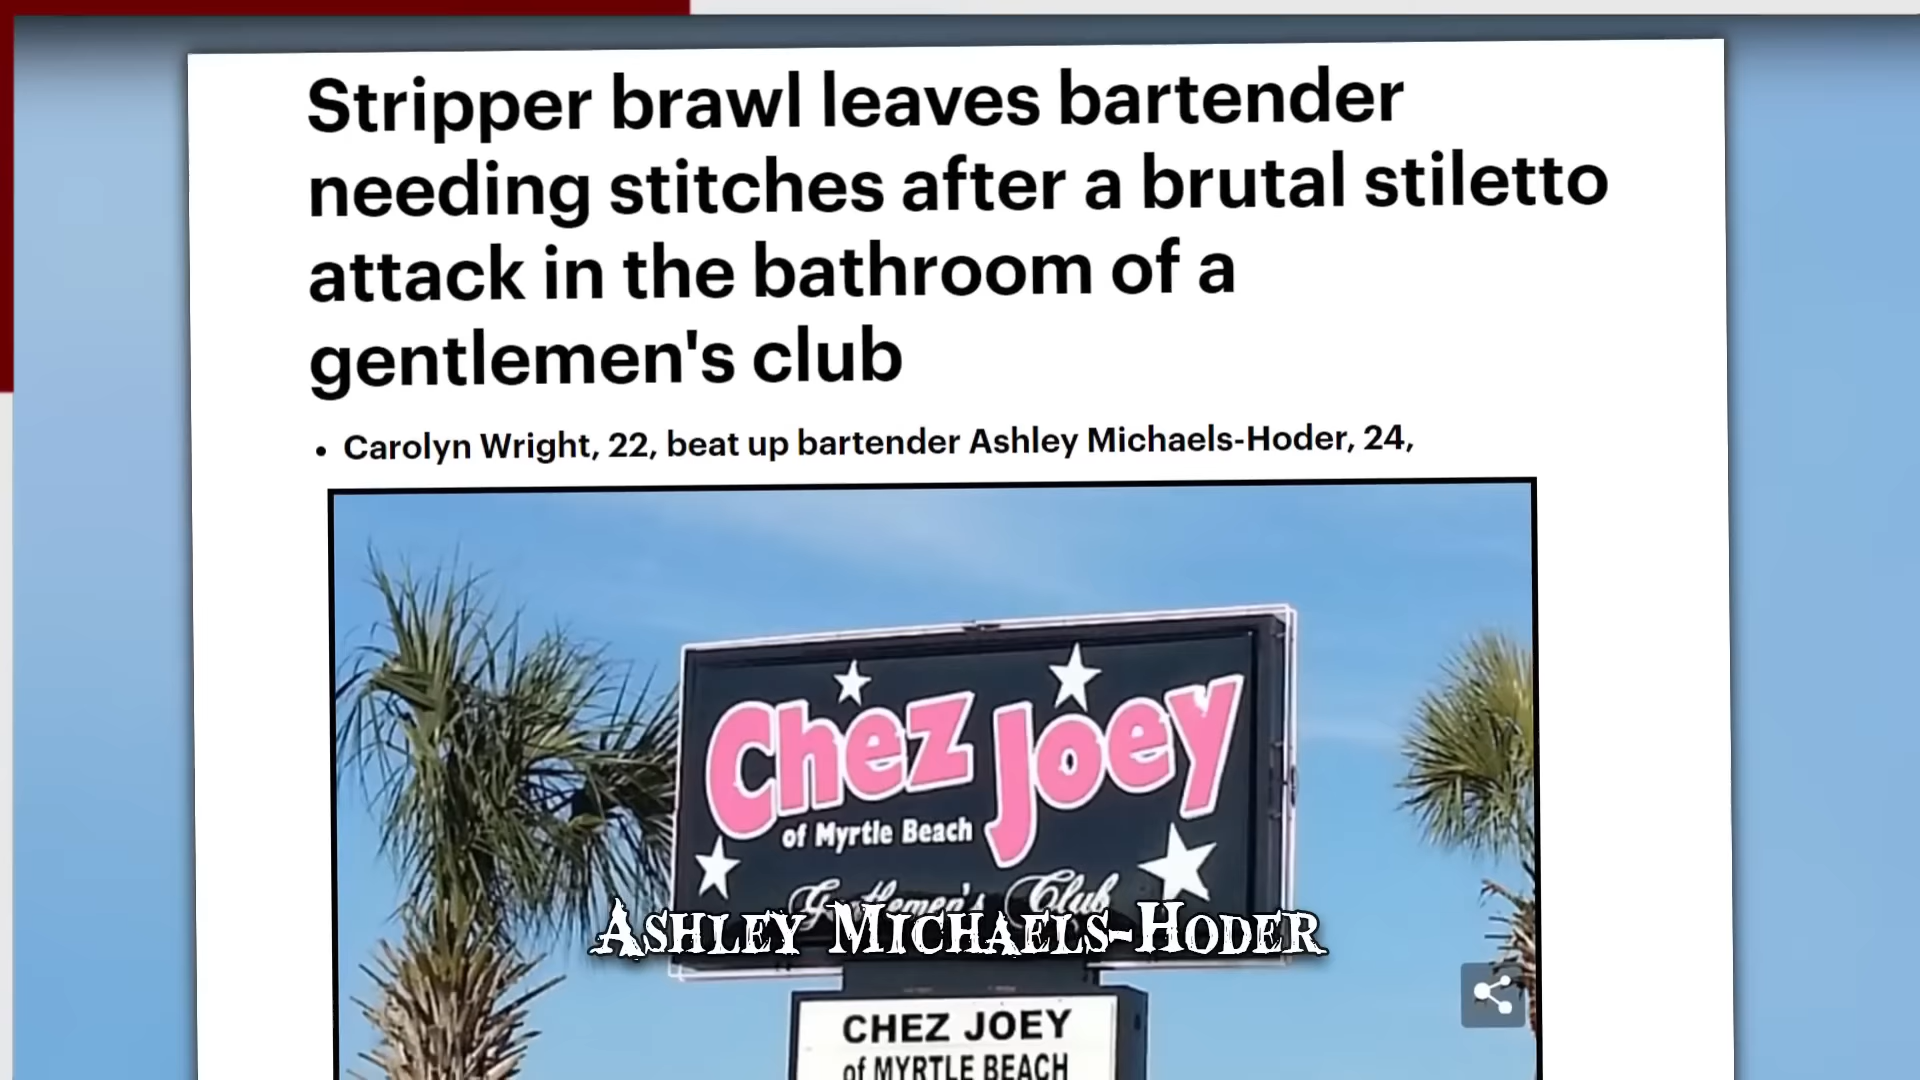 Stripper brawl leaves bartender
needing stitches after a brutal stiletto
attack in the bathroom of a
gentlemen's club
• Carolyn Wright, 22, beat up bartender Ashley Michaels-Hoder, 24,
Chez Joey
of Myrtle Beach
Gentlemen's Club
ASHLEY MICHAELS-HODER
CHEZ JOEY
of MYRTLE BEACH